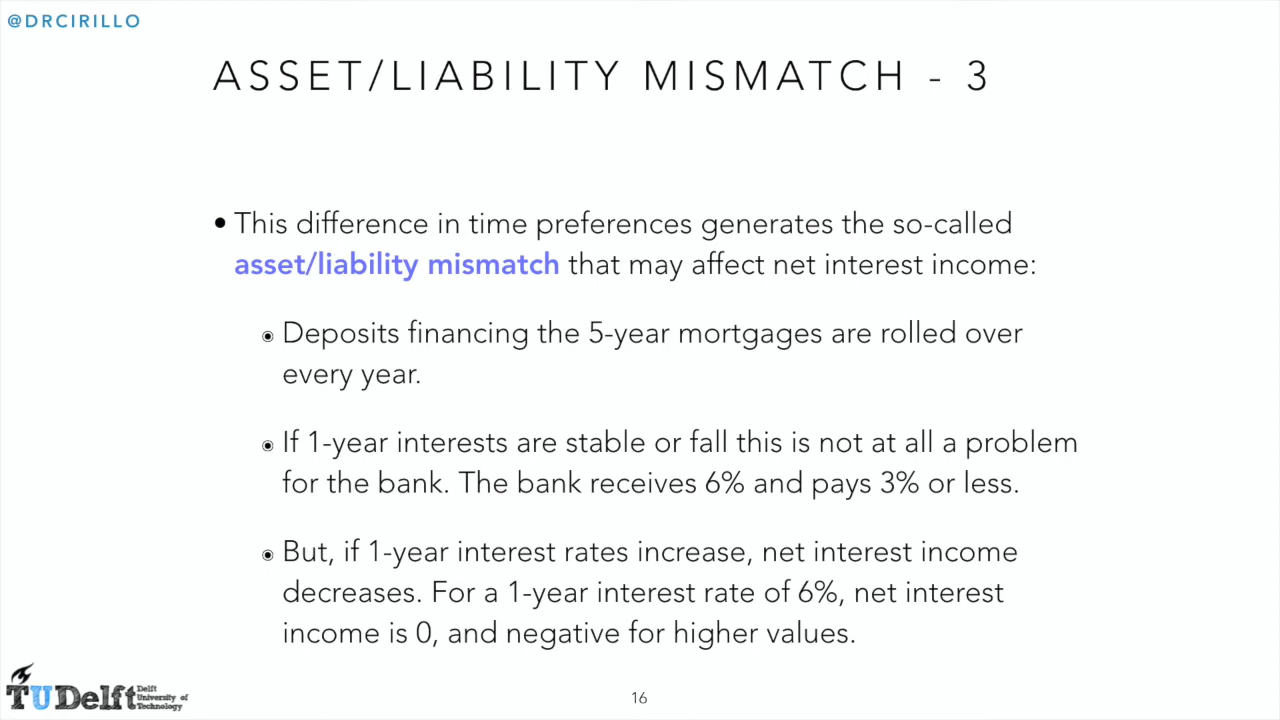 @DRCIRILLO
ASSET/LIABILITY MISMATCH - 3
• This difference in time preferences generates the so-called
asset/liability mismatch that may affect net interest income:
◉ Deposits financing the 5-year mortgages are rolled over
every year.
◉ If 1-year interests are stable or fall this is not at all a problem
for the bank. The bank receives 6% and pays 3% or less.
◉ But, if 1-year interest rates increase, net interest income
decreases. For a 1-year interest rate of 6%, net interest
income is 0, and negative for higher values.
TUDelft
Delft
University of
Technology
16